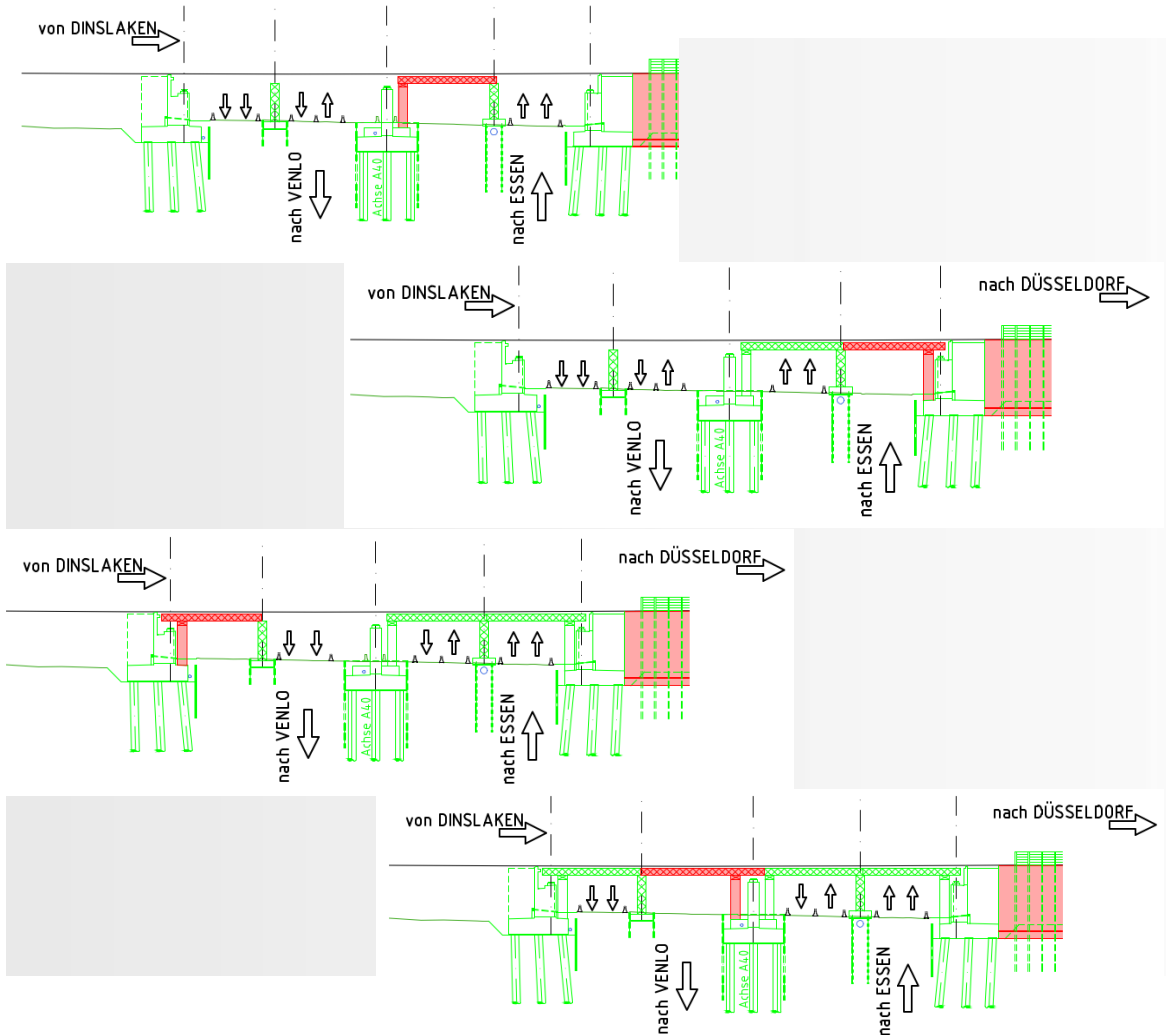 von DINSLAKEN
nach VENLO
Achse A40
nach ESSEN
von DINSLAKEN
nach DÜSSELDORF
nach VENLO
Achse A40
nach ESSEN
von DINSLAKEN
nach DÜSSELDORF
nach VENLO
Achse A40
nach ESSEN
von DINSLAKEN
nach DÜSSELDORF
nach VENLO
Achse A40
nach ESSEN